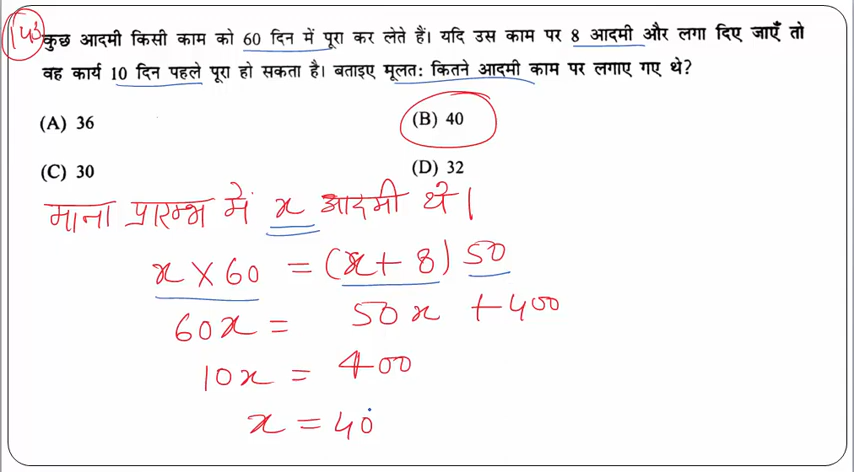 143
कुछ आदमी किसी काम को 60 दिन में पूरा कर लेते हैं। यदि उस काम पर 8 आदमी और लगा दिए जाएँ तो
वह कार्य 10 दिन पहले पूरा हो सकता है। बताइए मूलत: कितने आदमी काम पर लगाए गए थे?
(A) 36 (B) 40
(C) 30 (D) 32
माना प्रारम्भ में x आदमी थे।
x × 60 = (x + 8) 50
60x = 50x + 400
10x = 400
x = 40